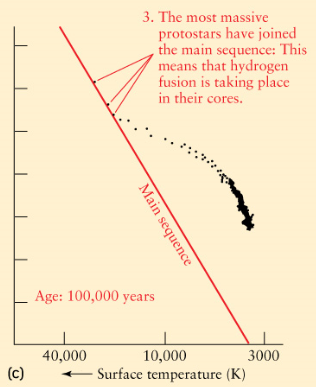 3. The most massive
protostars have joined
the main sequence: This
means that hydrogen
fusion is taking place
in their cores.
Main sequence
Age: 100,000 years
40,000 10,000 3000
(c) ← Surface temperature (K)